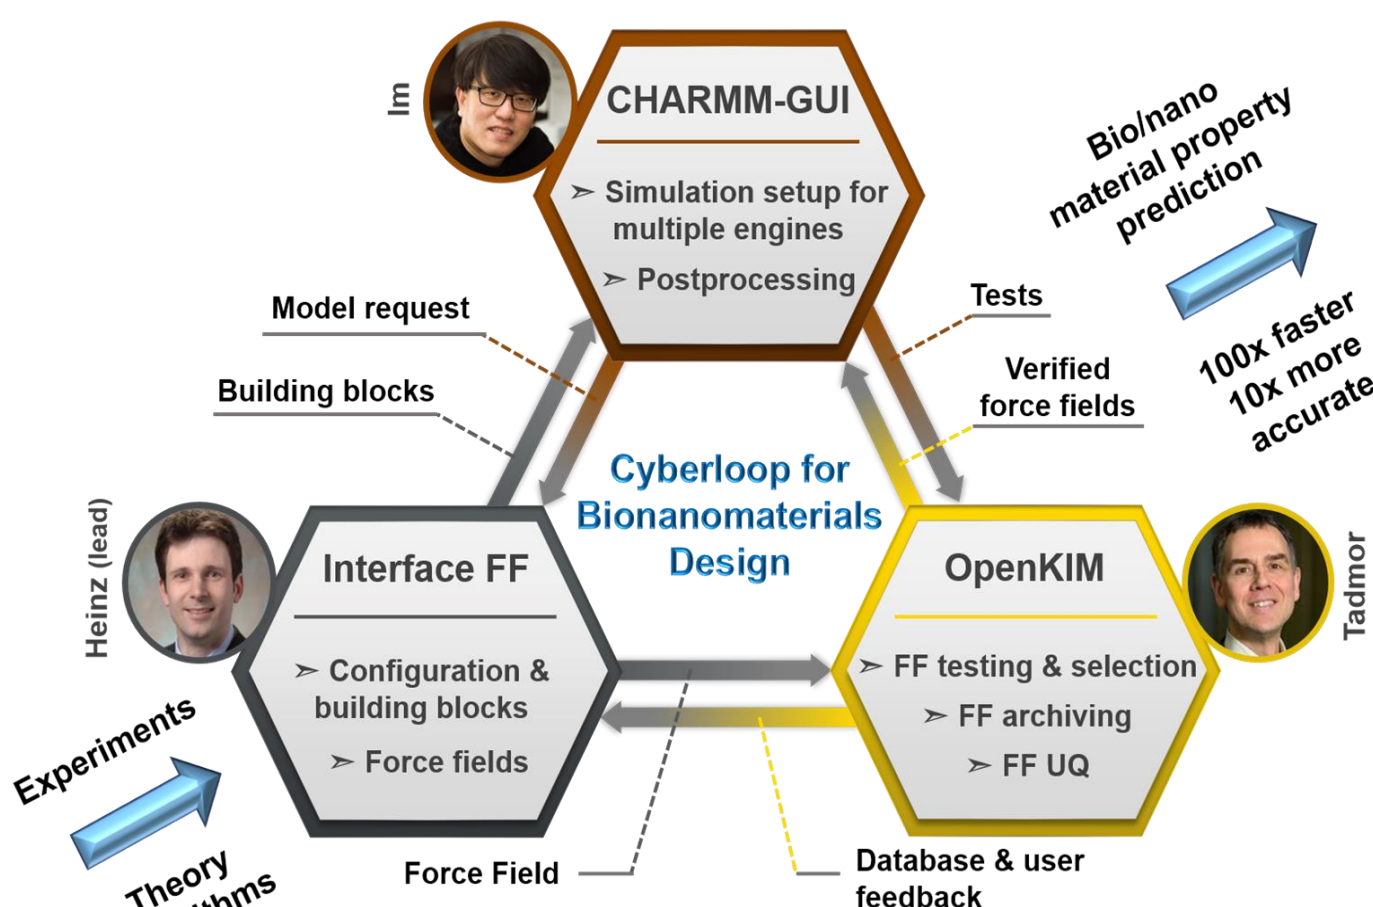 Im
CHARMM-GUI
➣ Simulation setup for
multiple engines
➣ Postprocessing
Bio/nano
material property
prediction
100x faster
10x more
accurate
Model request
Building blocks
Tests
Verified
force fields
Cyberloop for
Bionanomaterials
Design
Heinz (lead)
Interface FF
➣ Configuration &
building blocks
➣ Force fields
OpenKIM
➣ FF testing & selection
➣ FF archiving
➣ FF UQ
Tadmor
Experiments
Theory
Force Field
Database & user
feedback